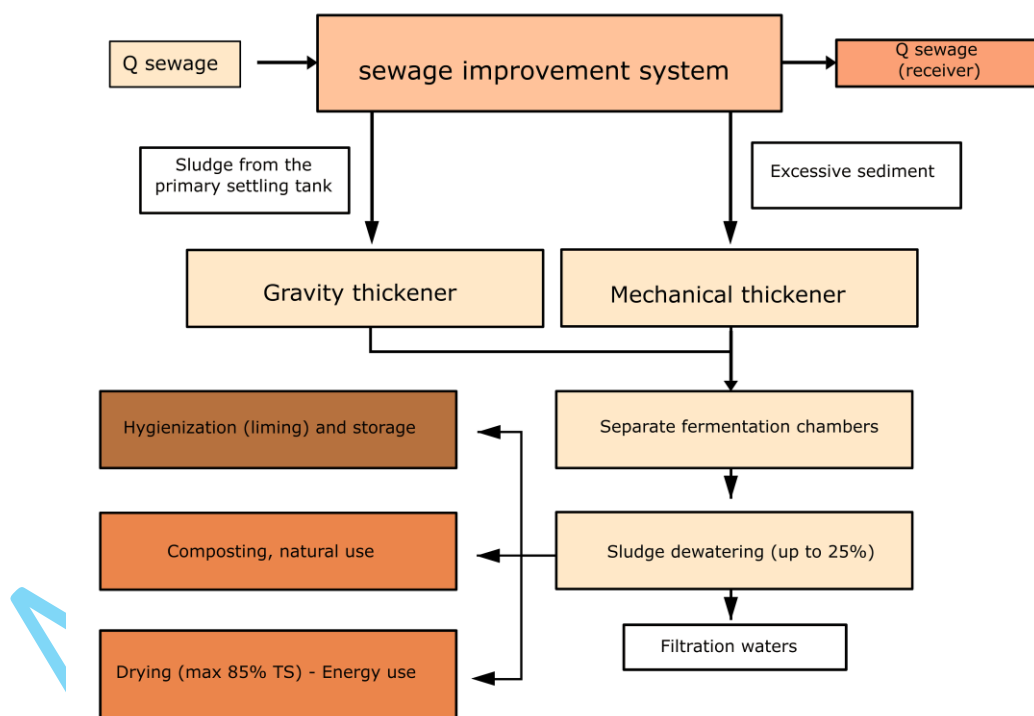 Q sewage
sewage improvement system
Q sewage
(receiver)
Sludge from the
primary settling tank
Excessive sediment
Gravity thickener
Mechanical thickener
Hygienization (liming) and storage
Separate fermentation chambers
Composting, natural use
Sludge dewatering (up to 25%)
Drying (max 85% TS) - Energy use
Filtration waters